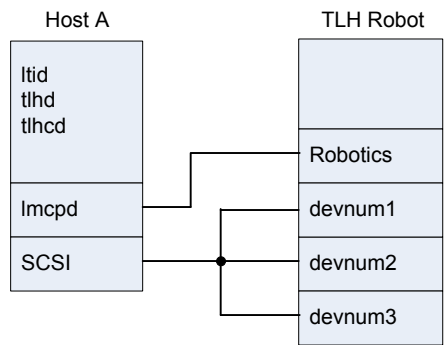 Host A
TLH Robot
ltid
tlhd
tlhcd
Robotics
lmcpd
devnum1
SCSI
devnum2
devnum3